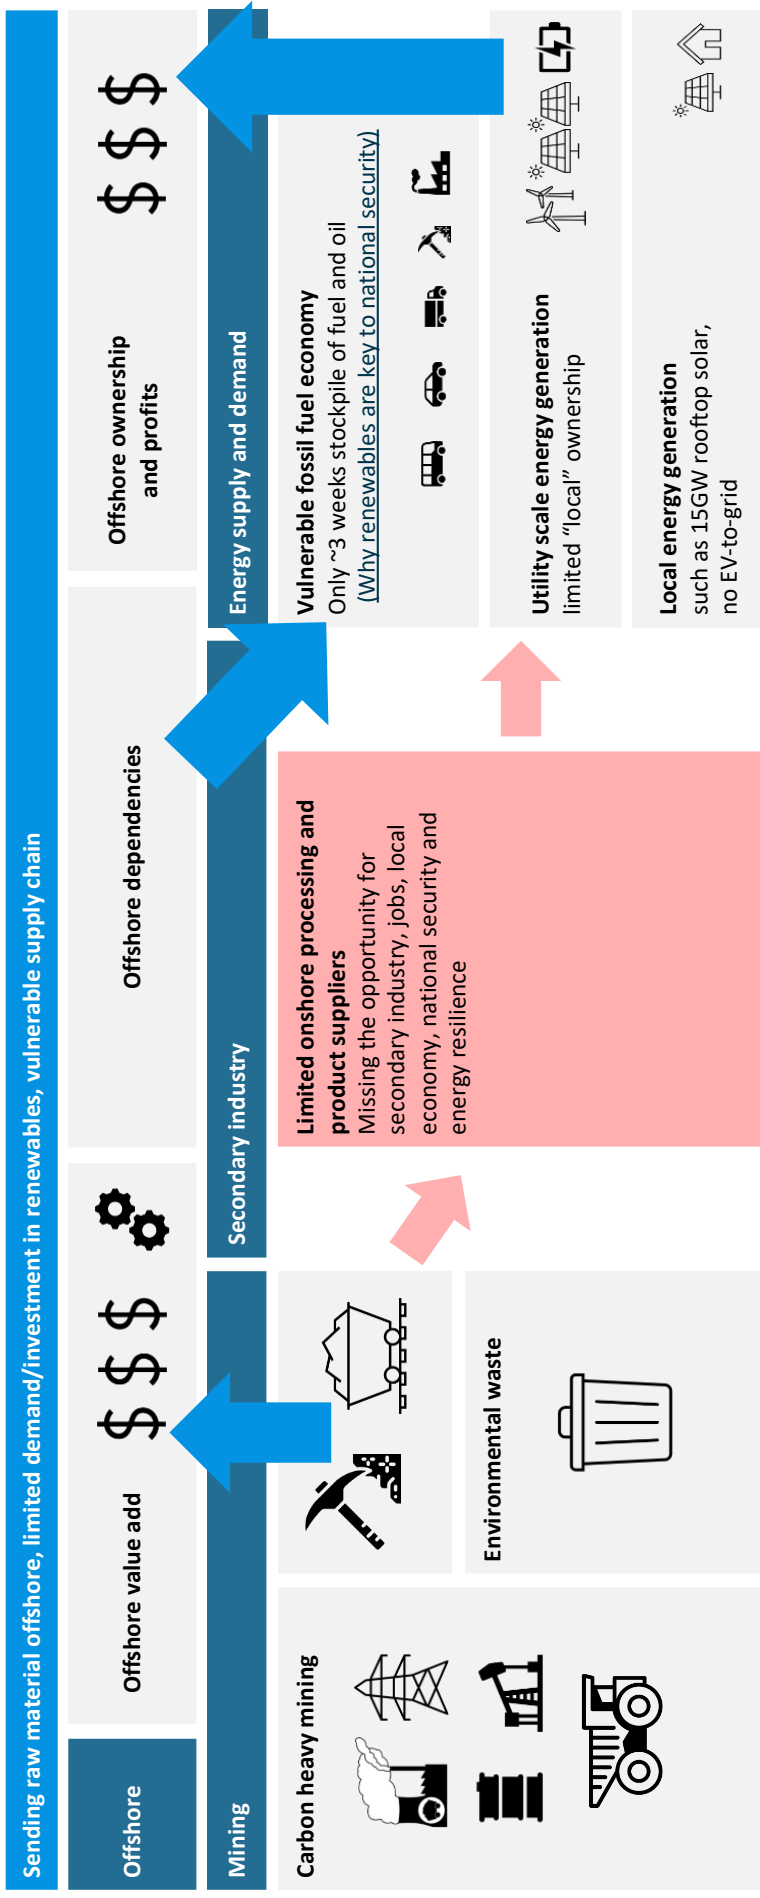 Sending raw material offshore, limited demand/investment in renewables, vulnerable supply chain
Offshore
Offshore value add
$ $ $
Offshore dependencies
Offshore ownership
and profits
$ $ $
Mining
Secondary industry
Energy supply and demand
Carbon heavy mining
Environmental waste
Limited onshore processing and
product suppliers
Missing the opportunity for
secondary industry, jobs, local
economy, national security and
energy resilience
Vulnerable fossil fuel economy
Only ~3 weeks stockpile of fuel and oil
(Why renewables are key to national security)
Utility scale energy generation
limited “local” ownership
Local energy generation
such as 15GW rooftop solar,
no EV-to-grid